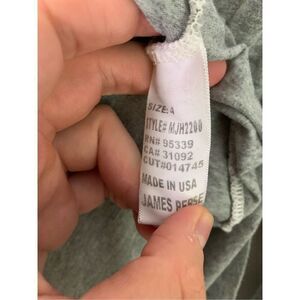 SIZE:4
STYLE# MJH2200
RN# 95339
CA# 31092
CUT#014745
MADE IN USA
JAMES PERSE